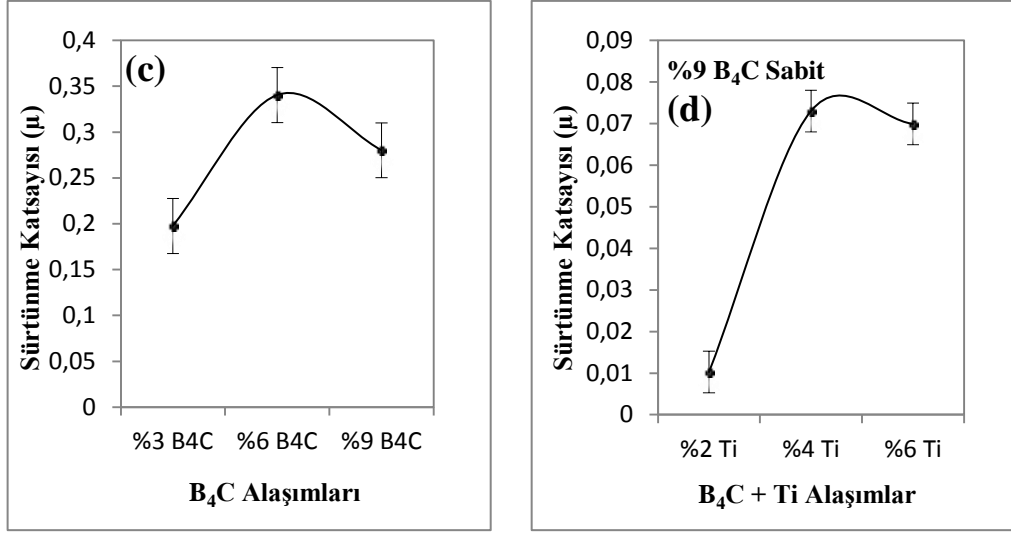 (c)
Sürtünme Katsayısı (µ)
0,4
0,35
0,3
0,25
0,2
0,15
0,1
0,05
0
%3 B4C %6 B4C %9 B4C
B₄C Alaşımları
%9 B₄C Sabit
(d)
Sürtünme Katsayısı (µ)
0,09
0,08
0,07
0,06
0,05
0,04
0,03
0,02
0,01
0
%2 Ti %4 Ti %6 Ti
B₄C + Ti Alaşımlar